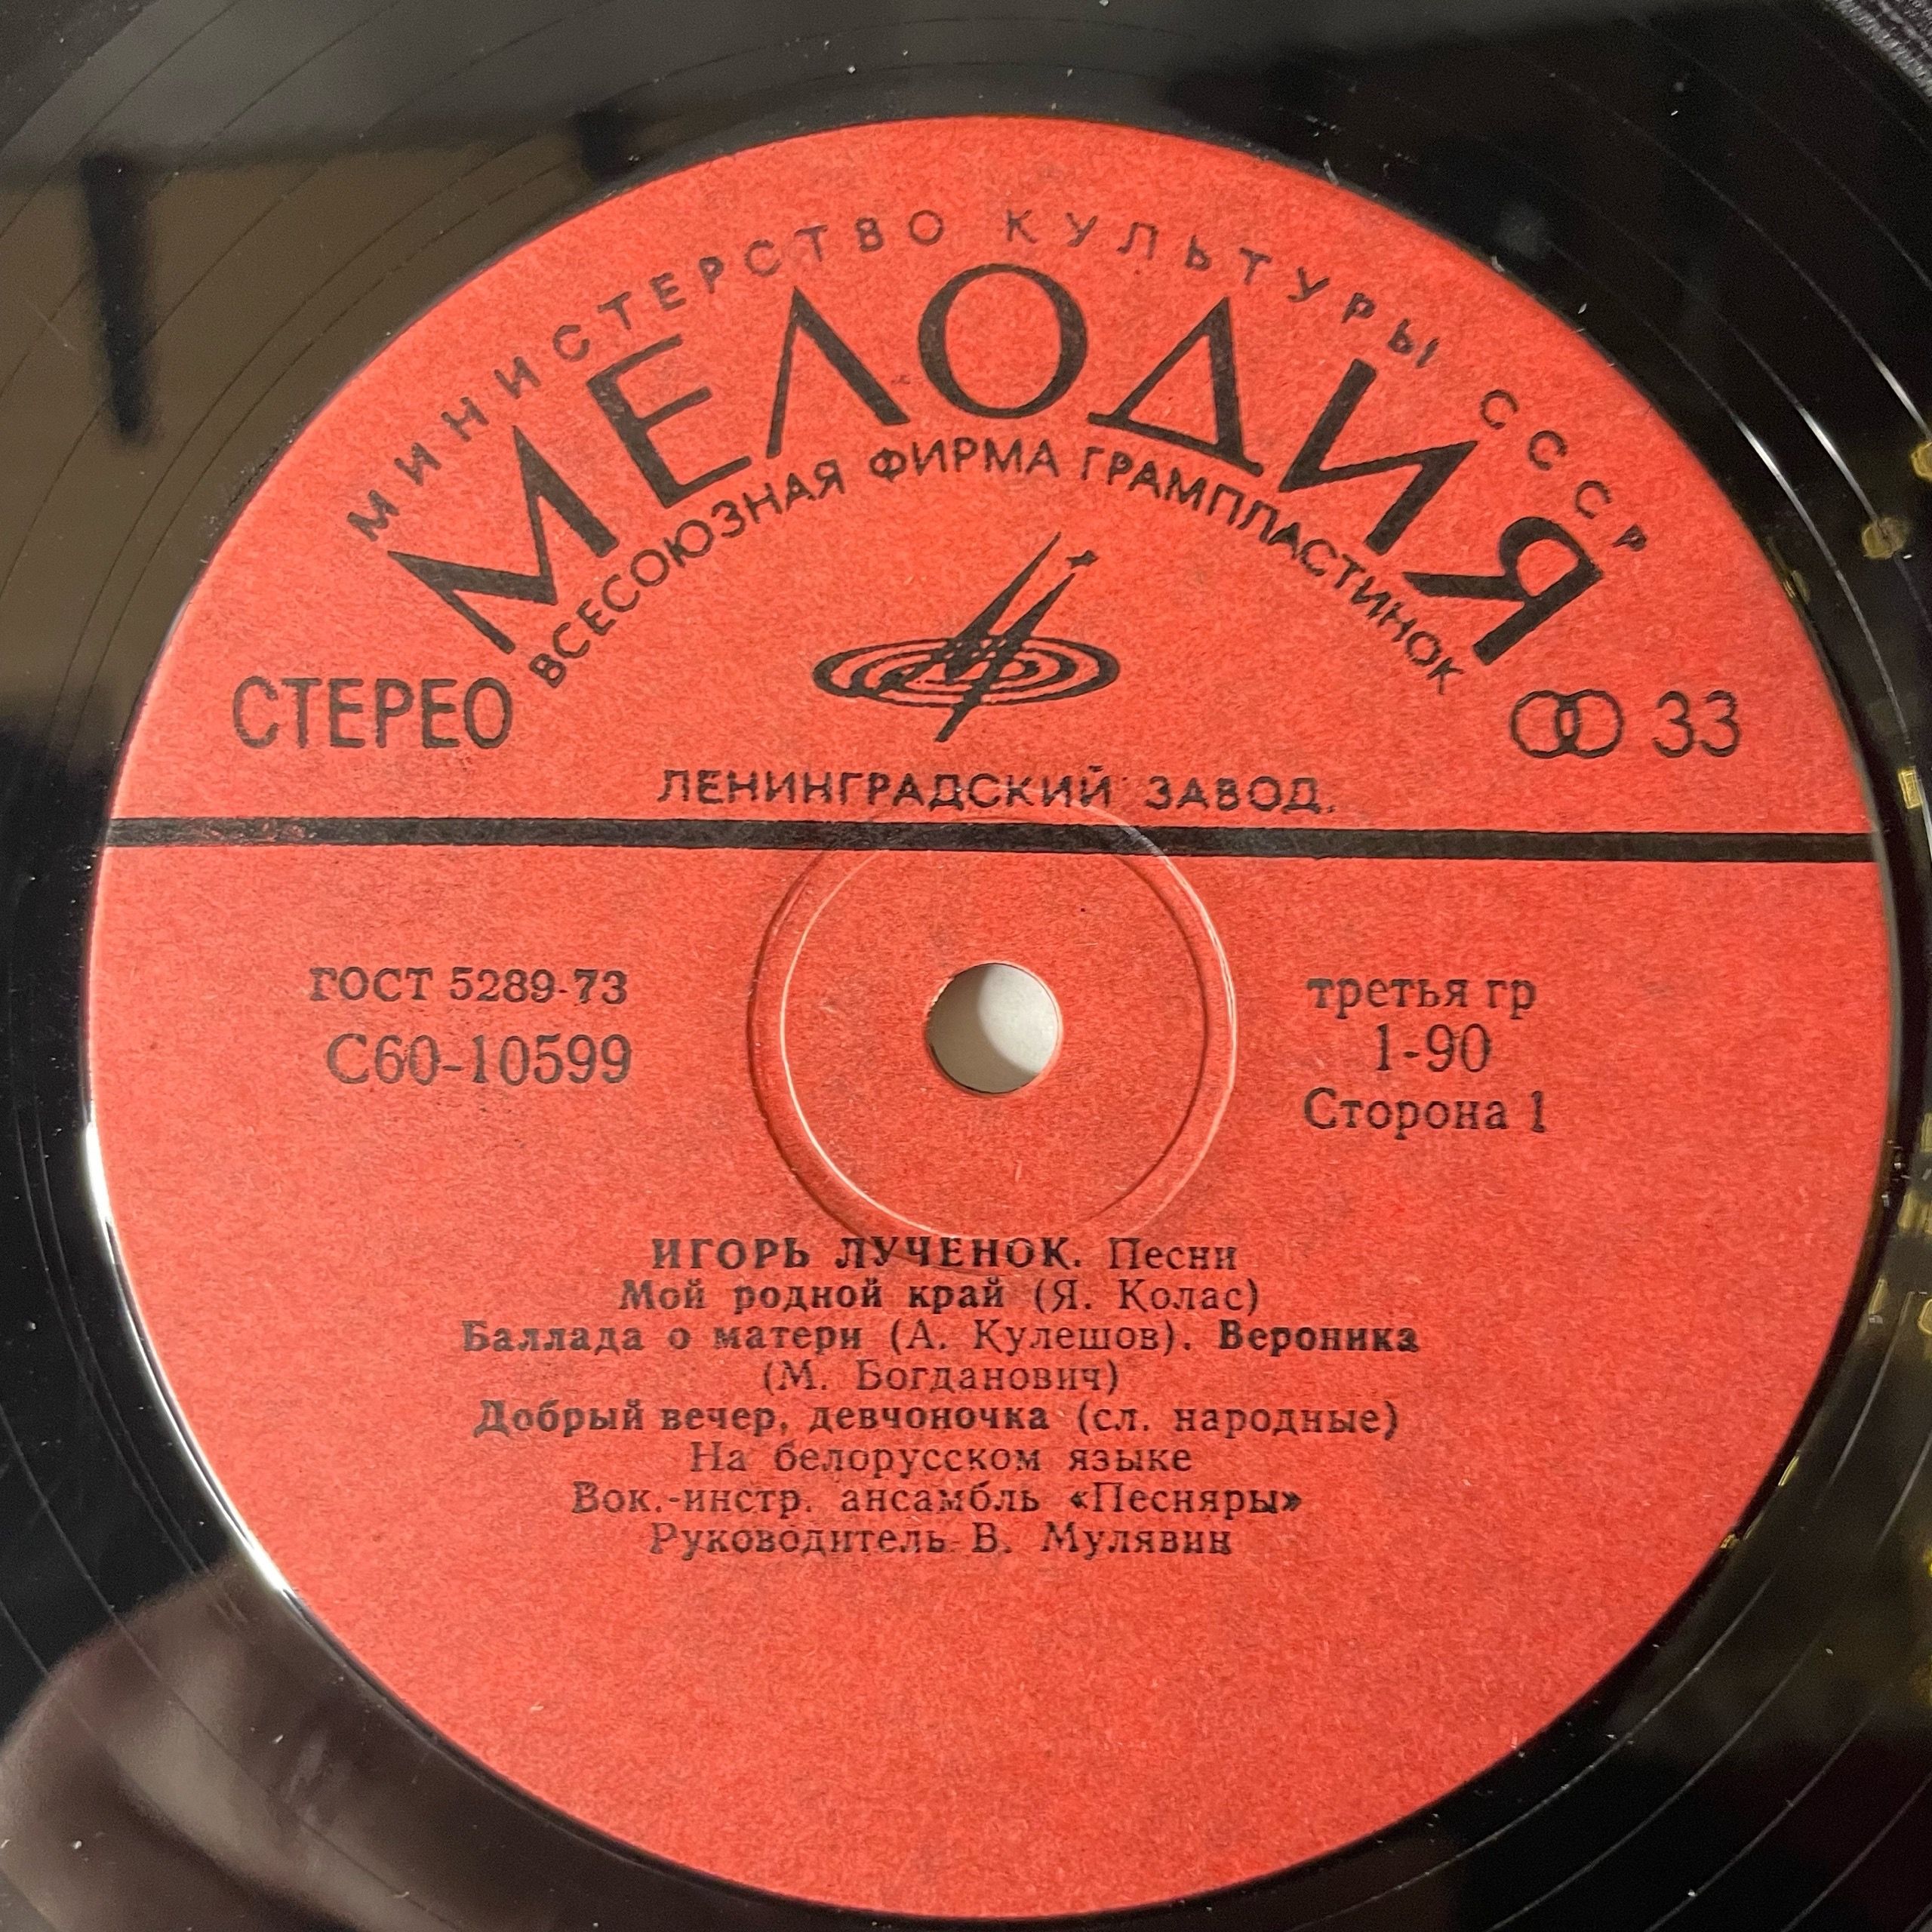 МИНИСТЕРСТВО КУЛЬТУРЫ СССР
МЕЛОДИЯ
ВСЕСОЮЗНАЯ ФИРМА ГРАМПЛАСТИНОК
СТЕРЕО
33
ЛЕНИНГРАДСКИЙ ЗАВОД.
ГОСТ 5289-73
С60-10599
третья гр
1-90
Сторона 1
ИГОРЬ ЛУЧЕНОК. Песни
Мой родной край (Я. Колас)
Баллада о матери (А. Кулешов). Вероника
(М. Богданович)
Добрый вечер, девчоночка (сл. народные)
На белорусском языке
Вок.-инстр. ансамбль «Песняры»
Руководитель В. Мулявин